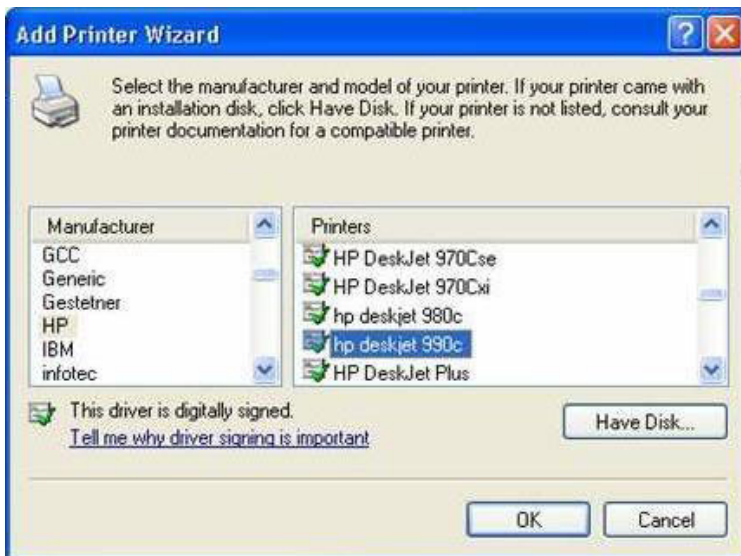 Add Printer Wizard
Select the manufacturer and model of your printer. If your printer came with
an installation disk, click Have Disk. If your printer is not listed, consult your
printer documentation for a compatible printer.
Manufacturer
GCC
Generic
Gestetner
HP
IBM
infotec
Printers
HP DeskJet 970Cse
HP DeskJet 970Cxi
hp deskjet 980c
hp deskjet 990c
HP DeskJet Plus
This driver is digitally signed.
Tell me why driver signing is important
Have Disk...
OK
Cancel